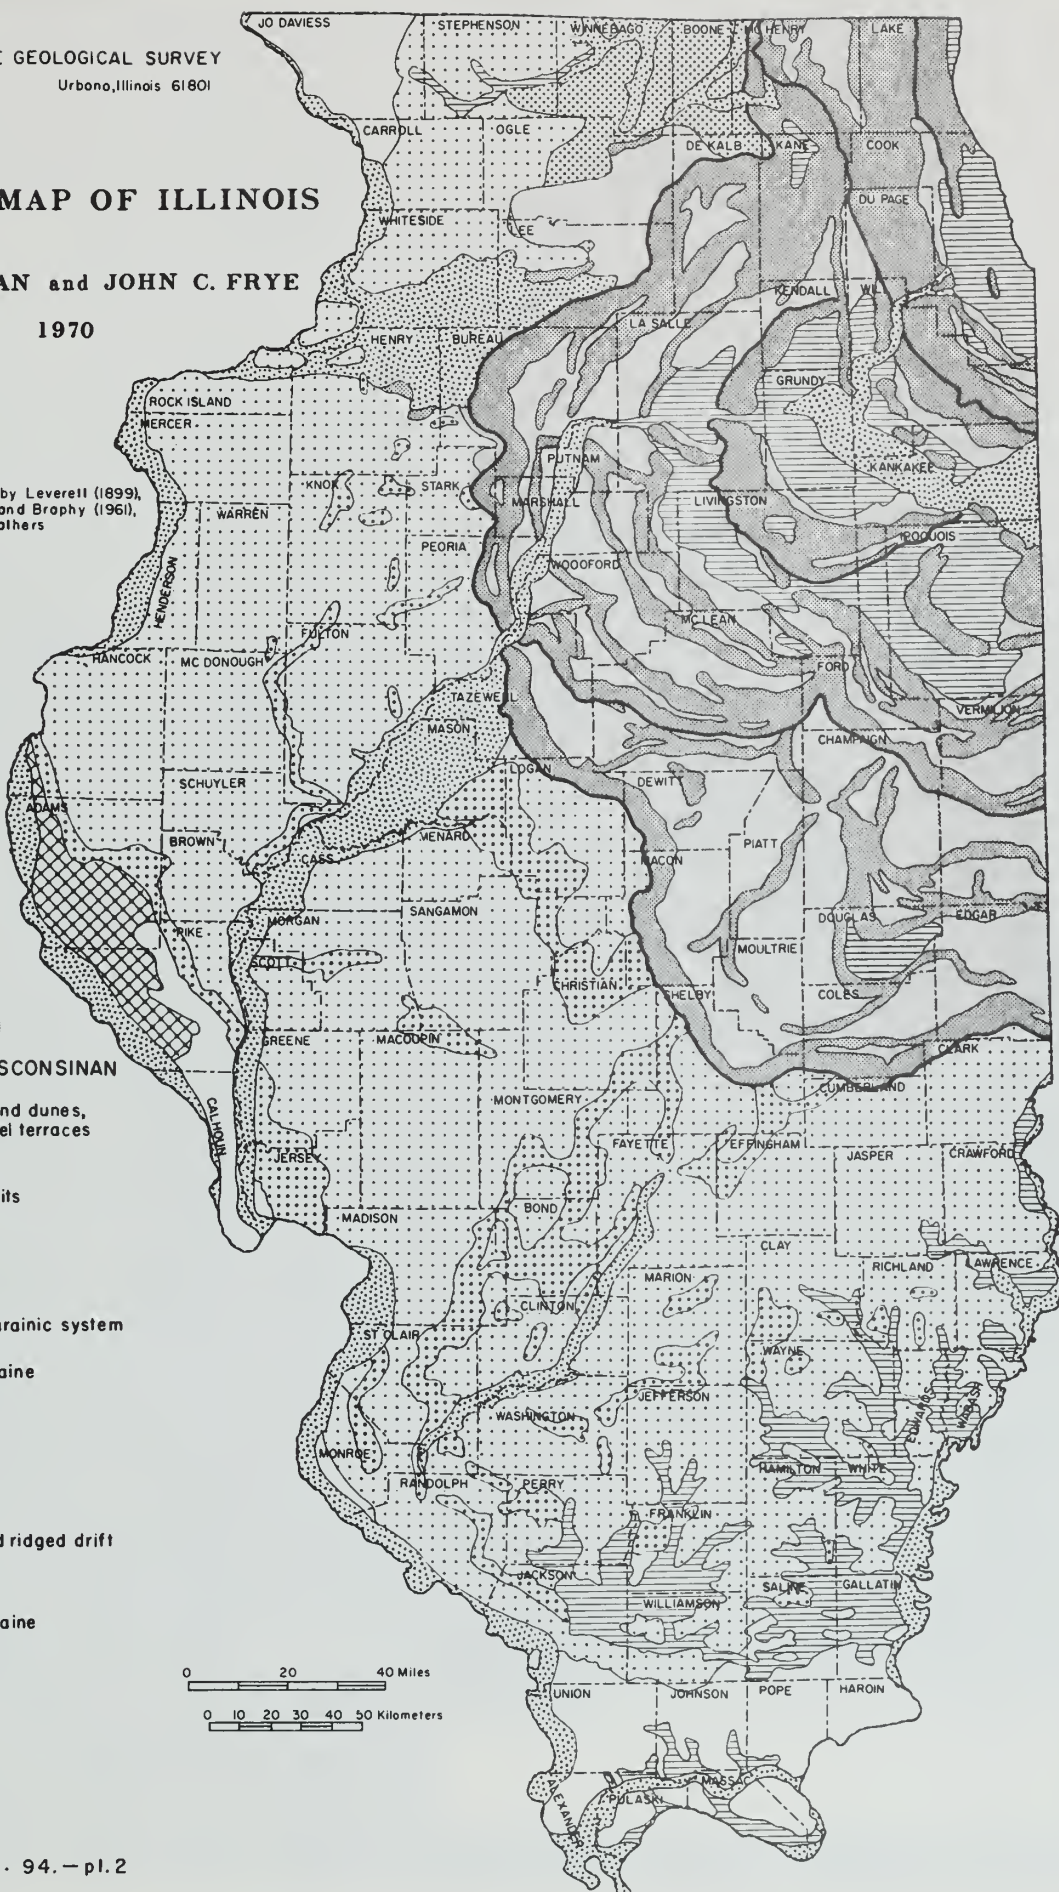 E GEOLOGICAL SURVEY
Urbono, Illinois 61801
MAP OF ILLINOIS
AN and JOHN C. FRYE
1970
by Leverett (1899),
and Brophy (1961),
others
SCONSINAN
nd dunes,
el terraces
its
rainic system
aine
d ridged drift
aine
0 20 40 Miles
0 10 20 30 40 50 Kilometers
. 94.—pl.2
JO DAVIESS
STEPHENSON
WINNEBAGO
BOONE
MC HENRY
LAKE
CARROLL
OGLE
DE KALB
KANE
COOK
DU PAGE
WHITESIDE
LEE
KENDALL
WILL
LA SALLE
HENRY
BUREAU
GRUNDY
ROCK ISLAND
MERCER
PUTNAM
KANKAKEE
KNOX
STARK
MARSHALL
LIVINGSTON
WARREN
IROQUOIS
PEORIA
WOODFORD
HENDERSON
MC LEAN
FULTON
HANCOCK
MC DONOUGH
FORD
TAZEWELL
VERMILION
MASON
CHAMPAIGN
LOGAN
SCHUYLER
DEWITT
ADAMS
BROWN
MENARD
PIATT
CASS
MACON
SANGAMON
MORGAN
DOUGLAS
EDGAR
PIKE
MOULTRIE
SCOTT
CHRISTIAN
SHELBY
COLES
GREENE
MACOUPIN
CLARK
CUMBERLAND
MONTGOMERY
CALHOUN
FAYETTE
EFFINGHAM
JASPER
CRAWFORD
JERSEY
BOND
MADISON
CLAY
RICHLAND
LAWRENCE
MARION
CLINTON
ST CLAIR
WAYNE
JEFFERSON
EDWARDS
WABASH
WASHINGTON
MONROE
HAMILTON
WHITE
RANDOLPH
PERRY
FRANKLIN
JACKSON
SALINE
GALLATIN
WILLIAMSON
UNION
JOHNSON
POPE
HAROIN
MASSAC
PULASKI
ALEXANDER